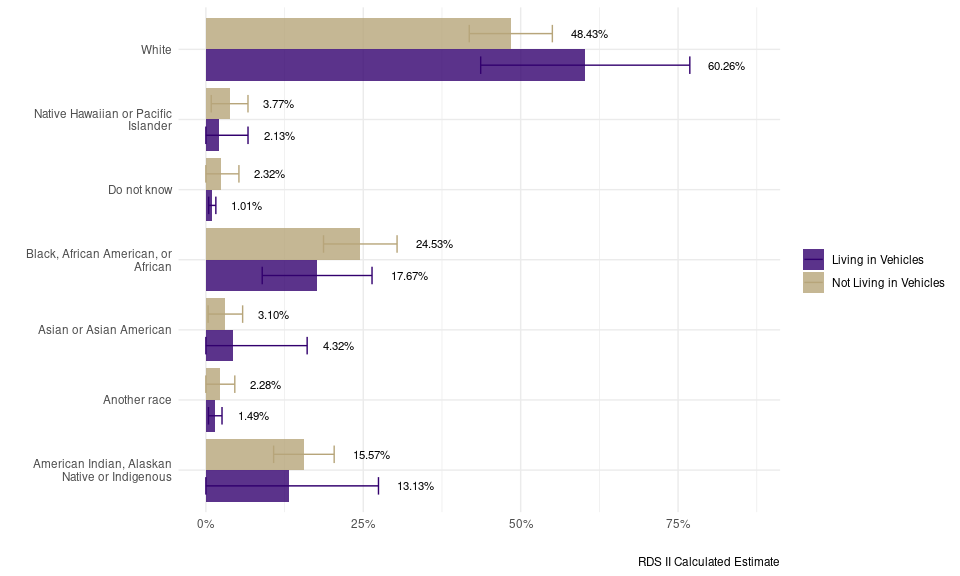 White
48.43%
60.26%
Native Hawaiian or Pacific
Islander
3.77%
2.13%
Do not know
2.32%
1.01%
Black, African American, or
African
24.53%
17.67%
Asian or Asian American
3.10%
4.32%
Another race
2.28%
1.49%
American Indian, Alaskan
Native or Indigenous
15.57%
13.13%
0%
25%
50%
75%
RDS II Calculated Estimate
Living in Vehicles
Not Living in Vehicles